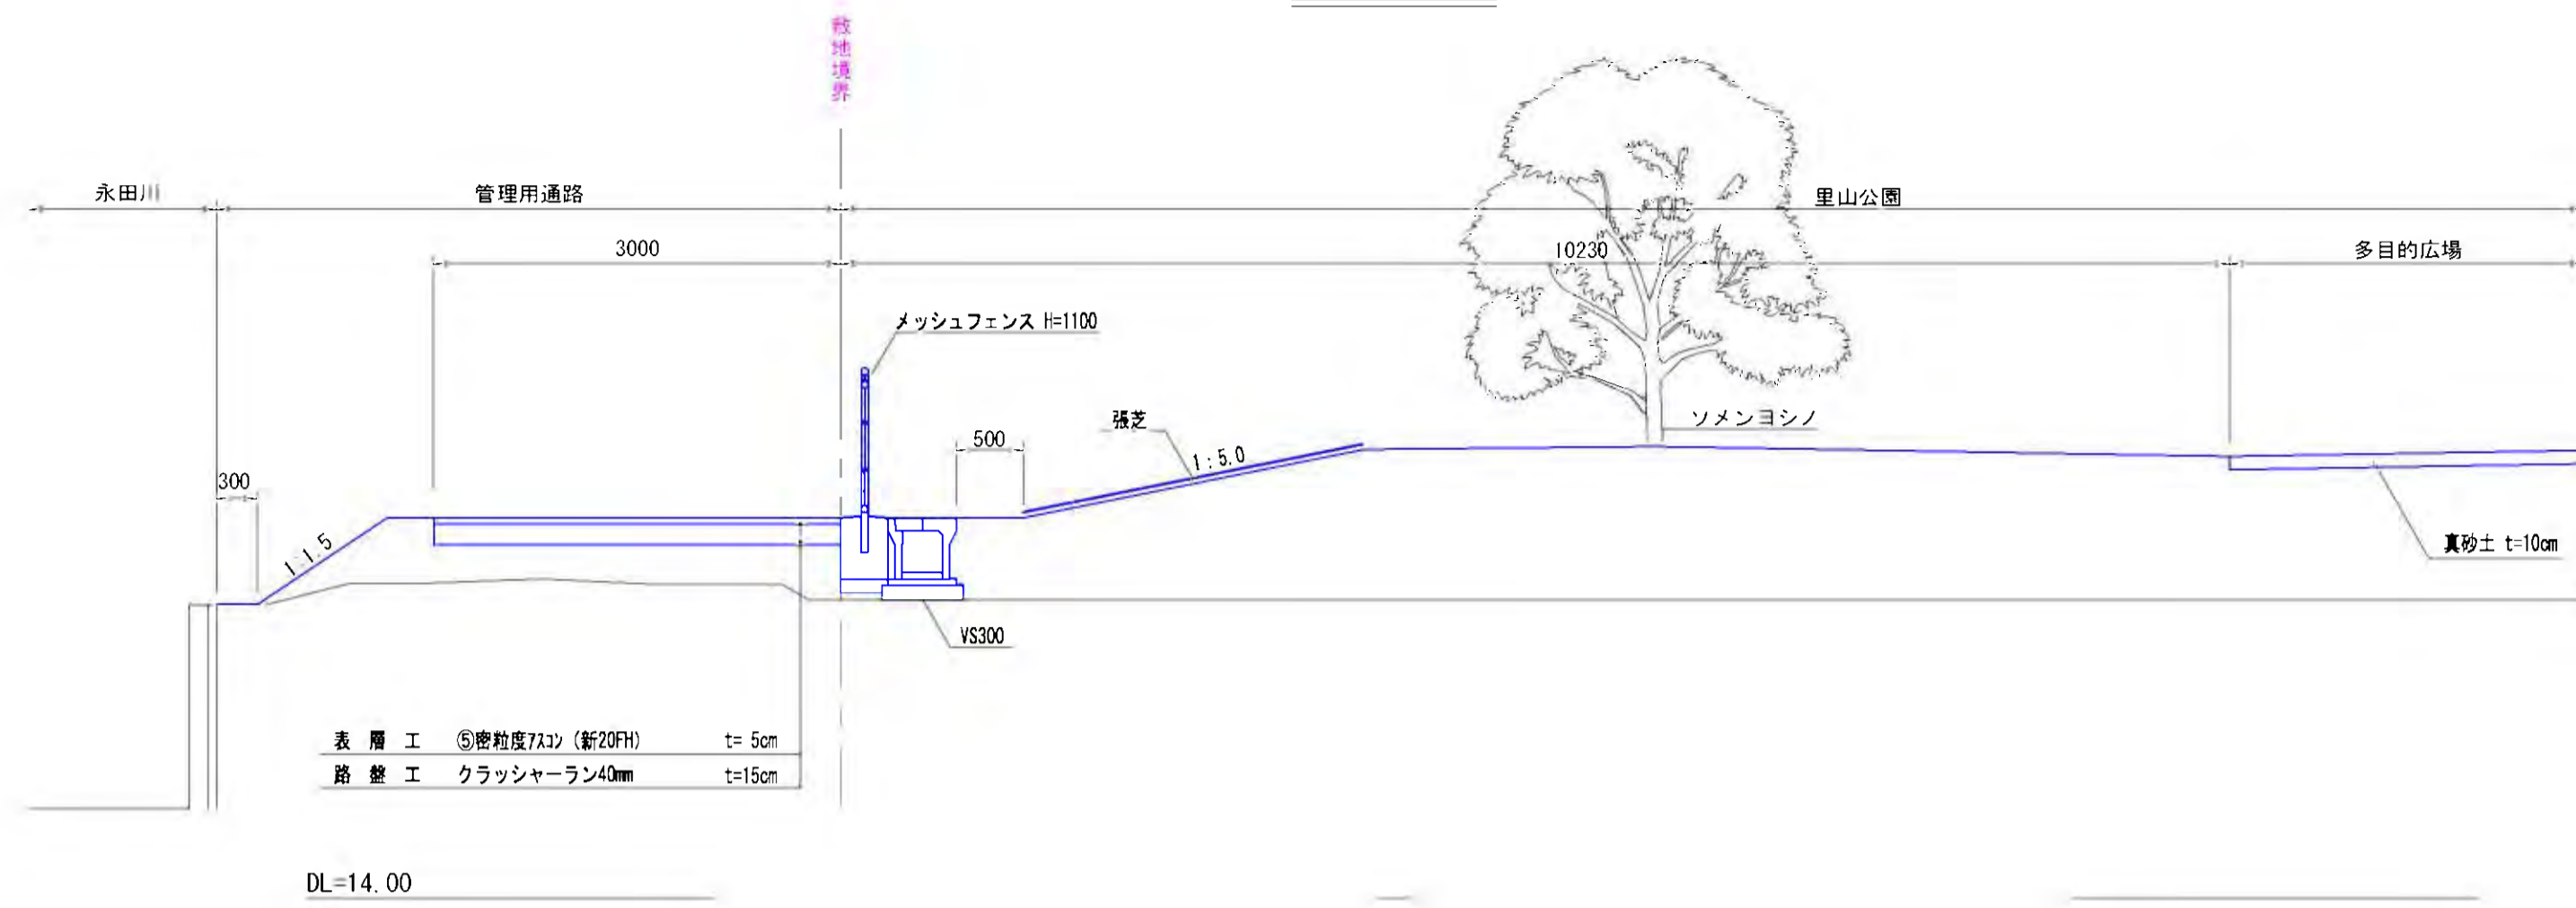 敷地境界
永田川
管理用通路
里山公園
3000
10230
多目的広場
メッシュフェンス H=1100
張芝
ソメンヨシノ
500
1:5.0
300
1:1.5
真砂土 t=10cm
VS300
表 層 工 ⑤密粒度アスコン (新20FH) t= 5cm
路 盤 工 クラッシャーラン40mm t=15cm
DL=14.00